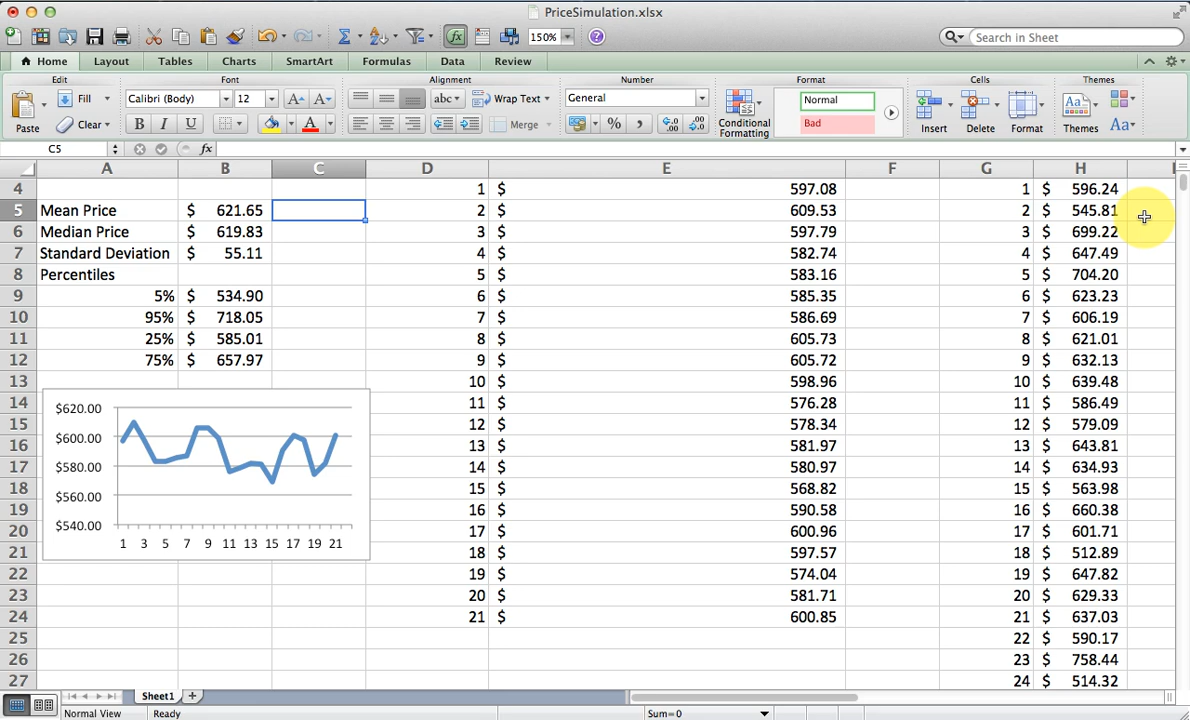 PriceSimulation.xlsx
150%
Search in Sheet
Home Layout Tables Charts SmartArt Formulas Data Review
Edit Font Alignment Number Format Cells Themes
Fill Calibri (Body) 12 A A abc Wrap Text General Normal
Paste Clear B I U A Merge % , Conditional Formatting Bad Insert Delete Format Themes Aa
C5 fx
A B C D E F G H
4 1 $ 597.08 1 $ 596.24
5 Mean Price $ 621.65 2 $ 609.53 2 $ 545.81
6 Median Price $ 619.83 3 $ 597.79 3 $ 699.22
7 Standard Deviation $ 55.11 4 $ 582.74 4 $ 647.49
8 Percentiles 5 $ 583.16 5 $ 704.20
9 5% $ 534.90 6 $ 585.35 6 $ 623.23
10 95% $ 718.05 7 $ 586.69 7 $ 606.19
11 25% $ 585.01 8 $ 605.73 8 $ 621.01
12 75% $ 657.97 9 $ 605.72 9 $ 632.13
13 10 $ 598.96 10 $ 639.48
14 $620.00 11 $ 576.28 11 $ 586.49
15 $600.00 12 $ 578.34 12 $ 579.09
16 13 $ 581.97 13 $ 643.81
17 $580.00 14 $ 580.97 14 $ 634.93
18 $560.00 15 $ 568.82 15 $ 563.98
19 16 $ 590.58 16 $ 660.38
20 $540.00 17 $ 600.96 17 $ 601.71
21 1 3 5 7 9 11 13 15 17 19 21 18 $ 597.57 18 $ 512.89
22 19 $ 574.04 19 $ 647.82
23 20 $ 581.71 20 $ 629.33
24 21 $ 600.85 21 $ 637.03
25 22 $ 590.17
26 23 $ 758.44
27 24 $ 514.32
Sheet1
Normal View Ready Sum=0